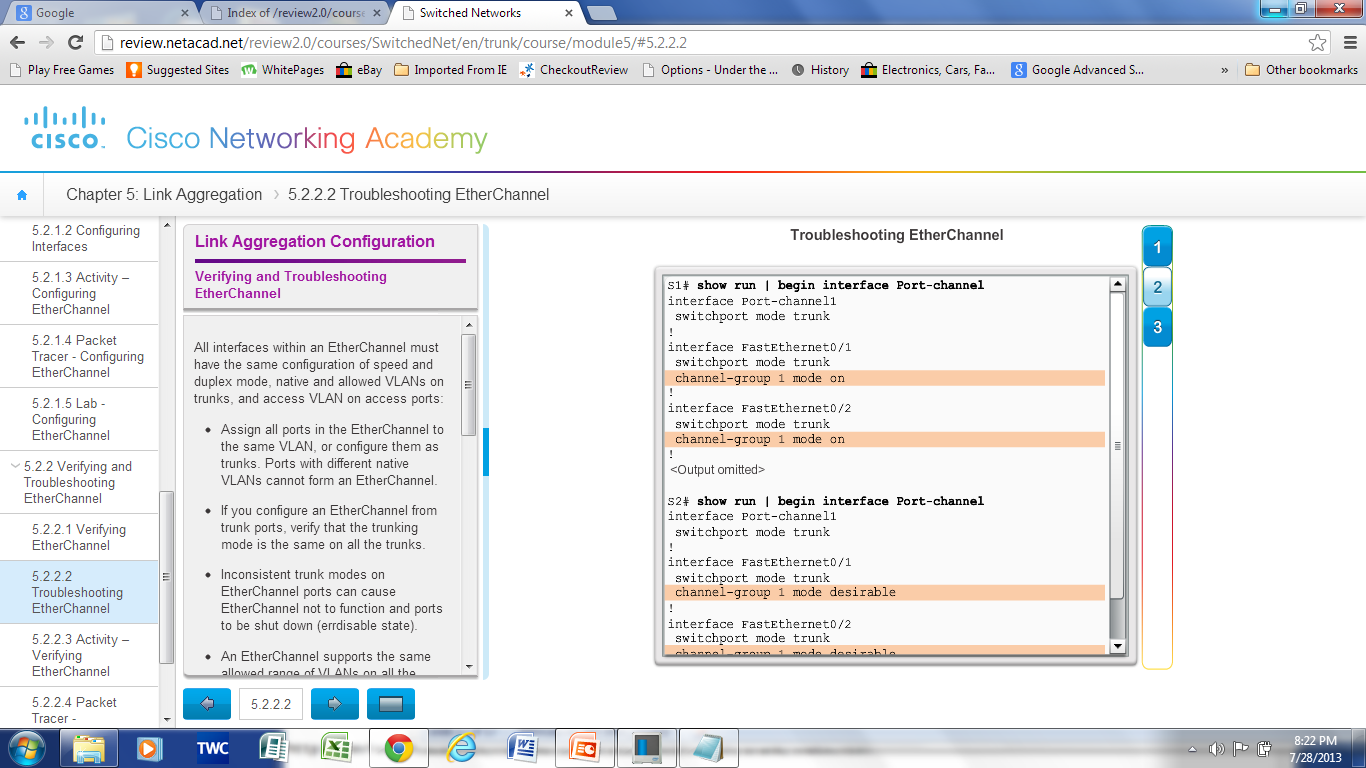 Google
Index of /review2.0/course
Switched Networks
review.netacad.net/review2.0/courses/SwitchedNet/en/trunk/course/module5/#5.2.2.2
Play Free Games
Suggested Sites
WhitePages
eBay
Imported From IE
CheckoutReview
Options - Under the ...
History
Electronics, Cars, Fa...
Google Advanced S...
»
Other bookmarks
CISCO.
Cisco Networking Academy
Chapter 5: Link Aggregation
5.2.2.2 Troubleshooting EtherChannel
5.2.1.2 Configuring
Interfaces
5.2.1.3 Activity –
Configuring
EtherChannel
5.2.1.4 Packet
Tracer - Configuring
EtherChannel
5.2.1.5 Lab -
Configuring
EtherChannel
5.2.2 Verifying and
Troubleshooting
EtherChannel
5.2.2.1 Verifying
EtherChannel
5.2.2.2
Troubleshooting
EtherChannel
5.2.2.3 Activity –
Verifying
EtherChannel
5.2.2.4 Packet
Tracer -
Link Aggregation Configuration
Verifying and Troubleshooting
EtherChannel
All interfaces within an EtherChannel must
have the same configuration of speed and
duplex mode, native and allowed VLANs on
trunks, and access VLAN on access ports:
• Assign all ports in the EtherChannel to
the same VLAN, or configure them as
trunks. Ports with different native
VLANs cannot form an EtherChannel.
• If you configure an EtherChannel from
trunk ports, verify that the trunking
mode is the same on all the trunks.
• Inconsistent trunk modes on
EtherChannel ports can cause
EtherChannel not to function and ports
to be shut down (errdisable state).
• An EtherChannel supports the same
allowed range of VLANs on all the
5.2.2.2
Troubleshooting EtherChannel
S1# show run | begin interface Port-channel
interface Port-channel1
switchport mode trunk
!
interface FastEthernet0/1
switchport mode trunk
channel-group 1 mode on
!
interface FastEthernet0/2
switchport mode trunk
channel-group 1 mode on
!
<Output omitted>
S2# show run | begin interface Port-channel
interface Port-channel1
switchport mode trunk
!
interface FastEthernet0/1
switchport mode trunk
channel-group 1 mode desirable
!
interface FastEthernet0/2
switchport mode trunk
channel-group 1 mode desirable
1
2
3
TWC
8:22 PM
7/28/2013